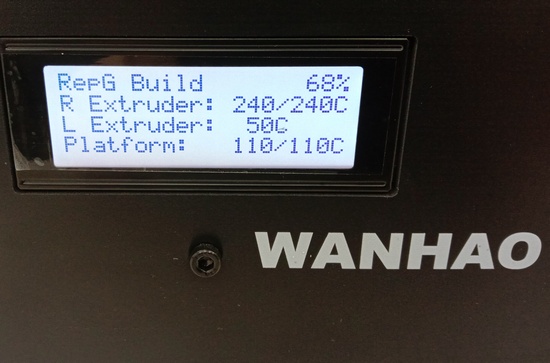 RepG Build 68%
R Extruder: 240/240C
L Extruder: 50C
Platform: 110/110C
WANHAO